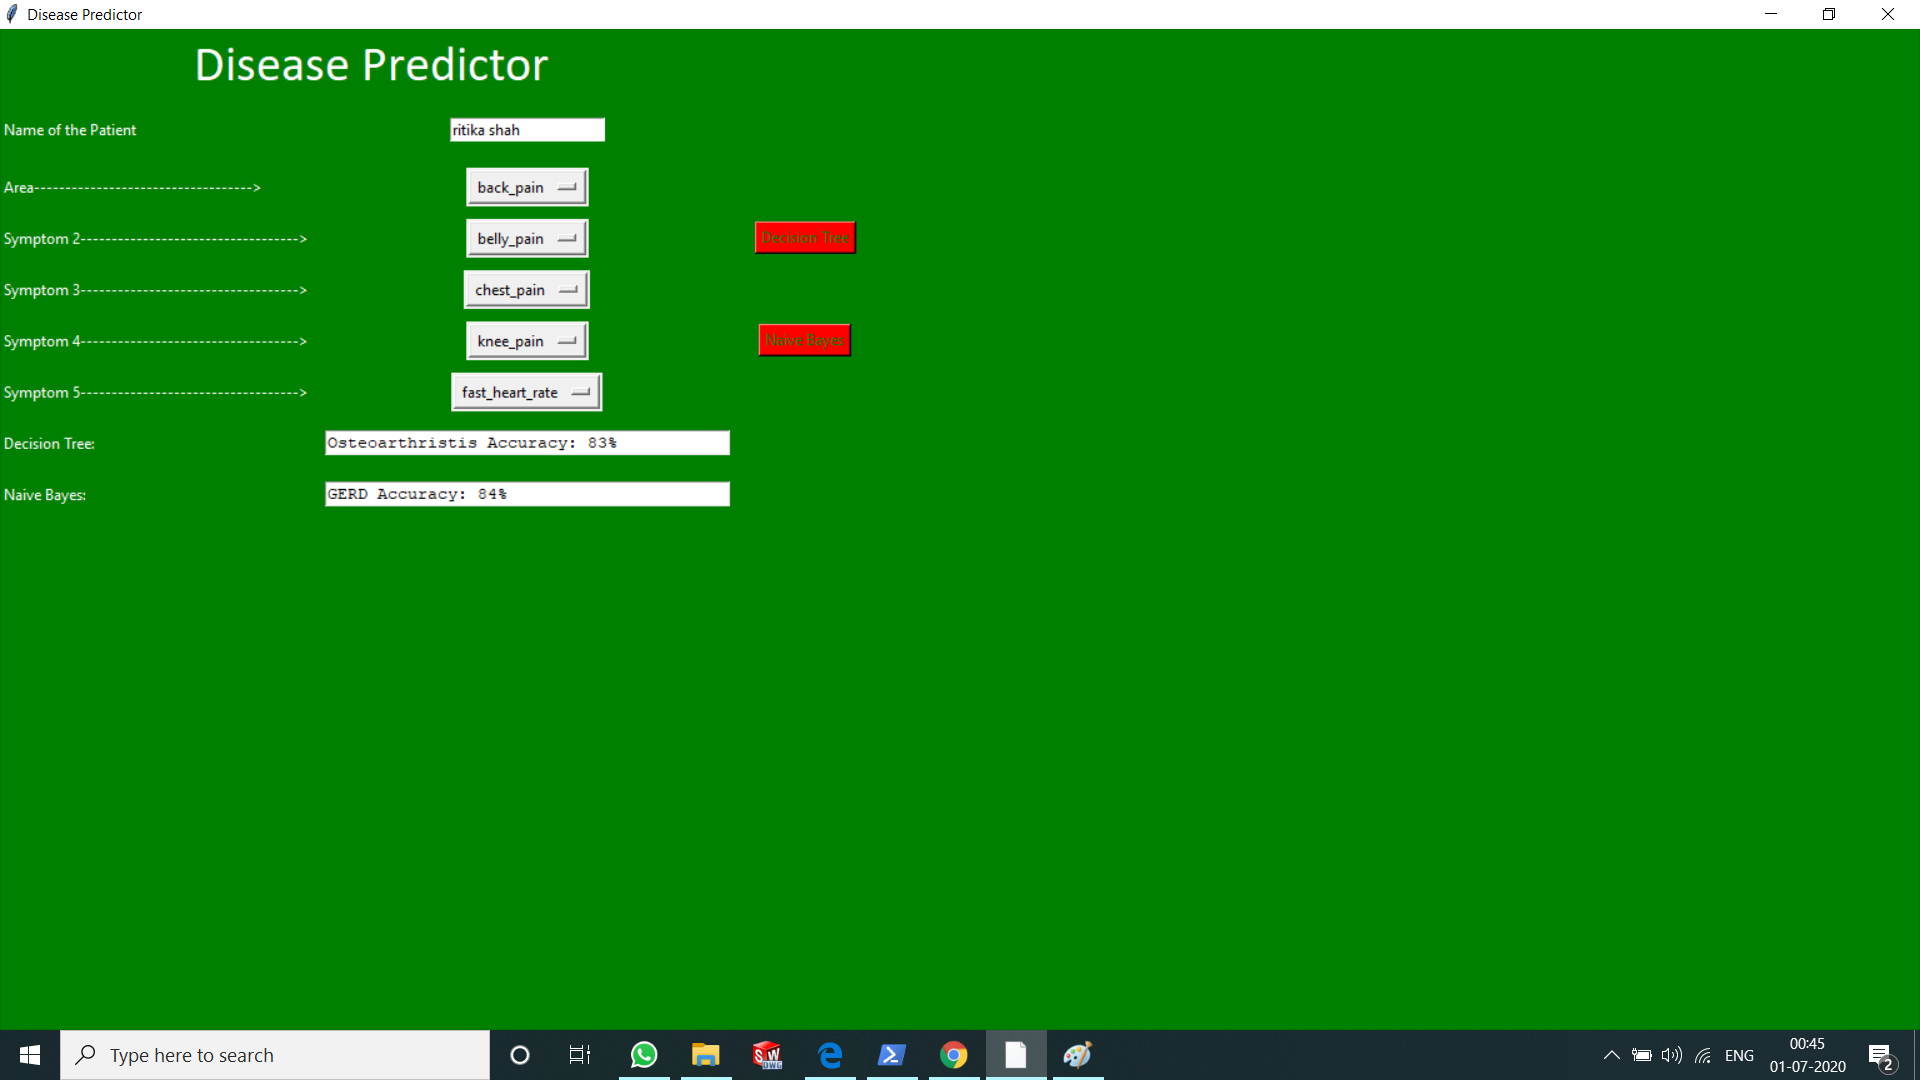 Disease Predictor
Disease Predictor
Name of the Patient ritika shah
Area-----------------------------------> back_pain
Symptom 2-----------------------------------> belly_pain Decision Tree
Symptom 3-----------------------------------> chest_pain
Symptom 4-----------------------------------> knee_pain Naive Bayes
Symptom 5-----------------------------------> fast_heart_rate
Decision Tree: Osteoarthristis Accuracy: 83%
Naive Bayes: GERD Accuracy: 84%
Type here to search
SW
DWG
ENG
00:45
01-07-2020
2